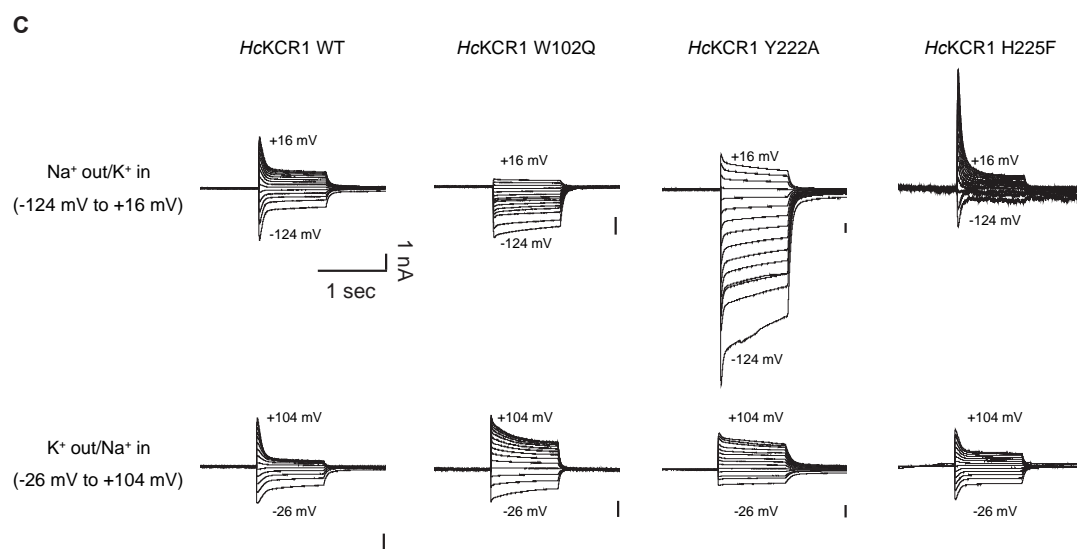 C
HcKCR1 WT
HcKCR1 W102Q
HcKCR1 Y222A
HcKCR1 H225F
Na⁺ out/K⁺ in
(-124 mV to +16 mV)
+16 mV
-124 mV
+16 mV
-124 mV
+16 mV
-124 mV
+16 mV
-124 mV
1 nA
1 sec
K⁺ out/Na⁺ in
(-26 mV to +104 mV)
+104 mV
-26 mV
+104 mV
-26 mV
+104 mV
-26 mV
+104 mV
-26 mV